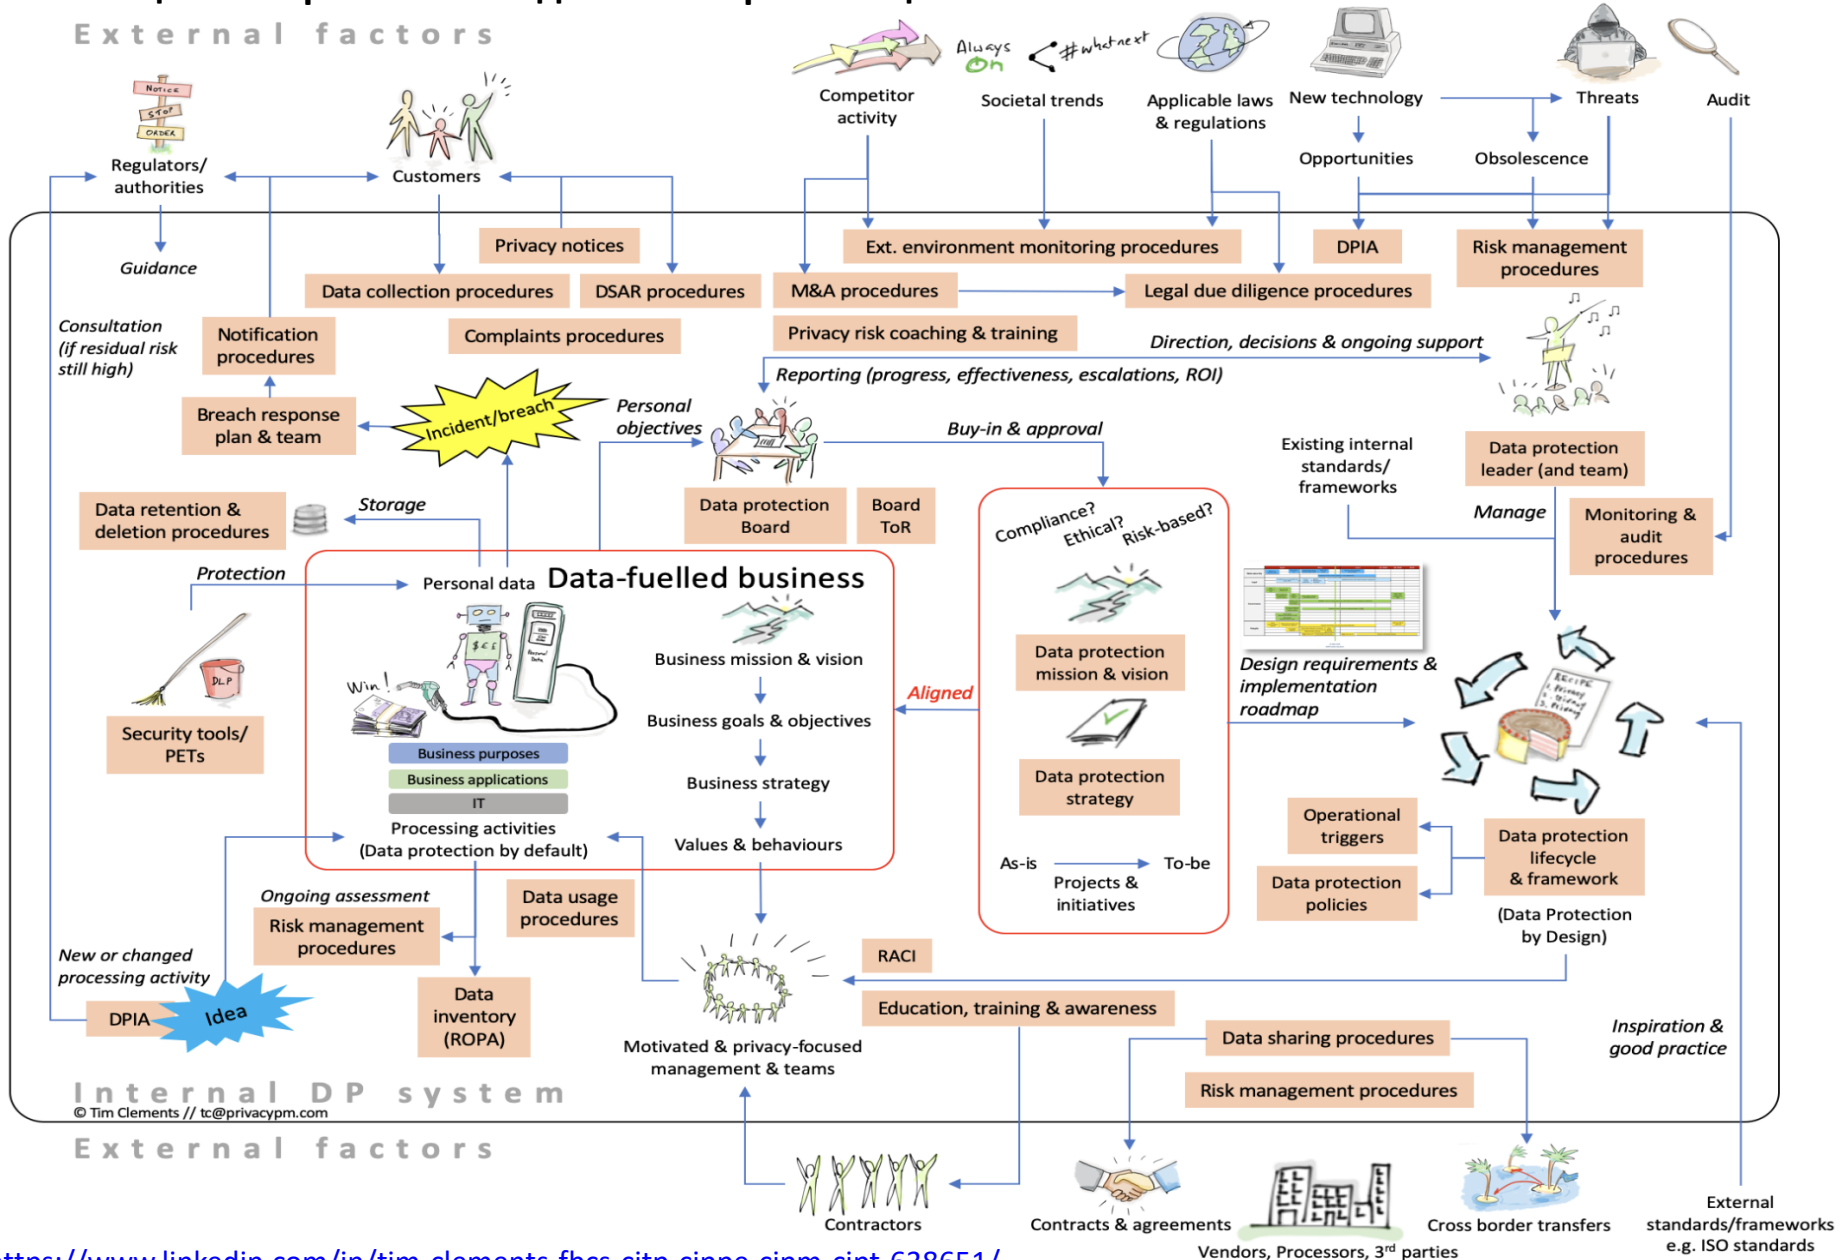 External factors
NOTICE
STOP
ORDER
Regulators/
authorities
Customers
Competitor
activity
Always
On
#whatnext
Societal trends
Applicable laws
& regulations
New technology
Threats
Audit
Opportunities
Obsolescence
Guidance
Privacy notices
Data collection procedures
DSAR procedures
Complaints procedures
Ext. environment monitoring procedures
DPIA
Risk management
procedures
M&A procedures
Legal due diligence procedures
Privacy risk coaching & training
Consultation
(if residual risk
still high)
Notification
procedures
Direction, decisions & ongoing support
Reporting (progress, effectiveness, escalations, ROI)
Breach response
plan & team
Incident/breach
Personal
objectives
Buy-in & approval
Existing internal
standards/
frameworks
Data protection
leader (and team)
Data retention &
deletion procedures
Storage
Data protection
Board
Board
ToR
Compliance?
Ethical?
Risk-based?
Manage
Monitoring &
audit
procedures
Protection
Personal data
Data-fuelled business
$££
Win!
DLP
Security tools/
PETs
Business purposes
Business applications
IT
Processing activities
(Data protection by default)
Business mission & vision
Business goals & objectives
Business strategy
Values & behaviours
Aligned
Data protection
mission & vision
Data protection
strategy
As-is
To-be
Projects &
initiatives
Design requirements &
implementation
roadmap
RECIPE
1. Privacy
2. Privacy
3. Privacy
Operational
triggers
Data protection
policies
Data protection
lifecycle
& framework
(Data Protection
by Design)
Ongoing assessment
Risk management
procedures
Data usage
procedures
New or changed
processing activity
DPIA
Idea
Data
inventory
(ROPA)
RACI
Education, training & awareness
Motivated & privacy-focused
management & teams
Data sharing procedures
Risk management procedures
Inspiration &
good practice
Internal DP system
© Tim Clements // tc@privacypm.com
External factors
Contractors
Contracts & agreements
Vendors, Processors, 3rd parties
Cross border transfers
External
standards/frameworks
e.g. ISO standards